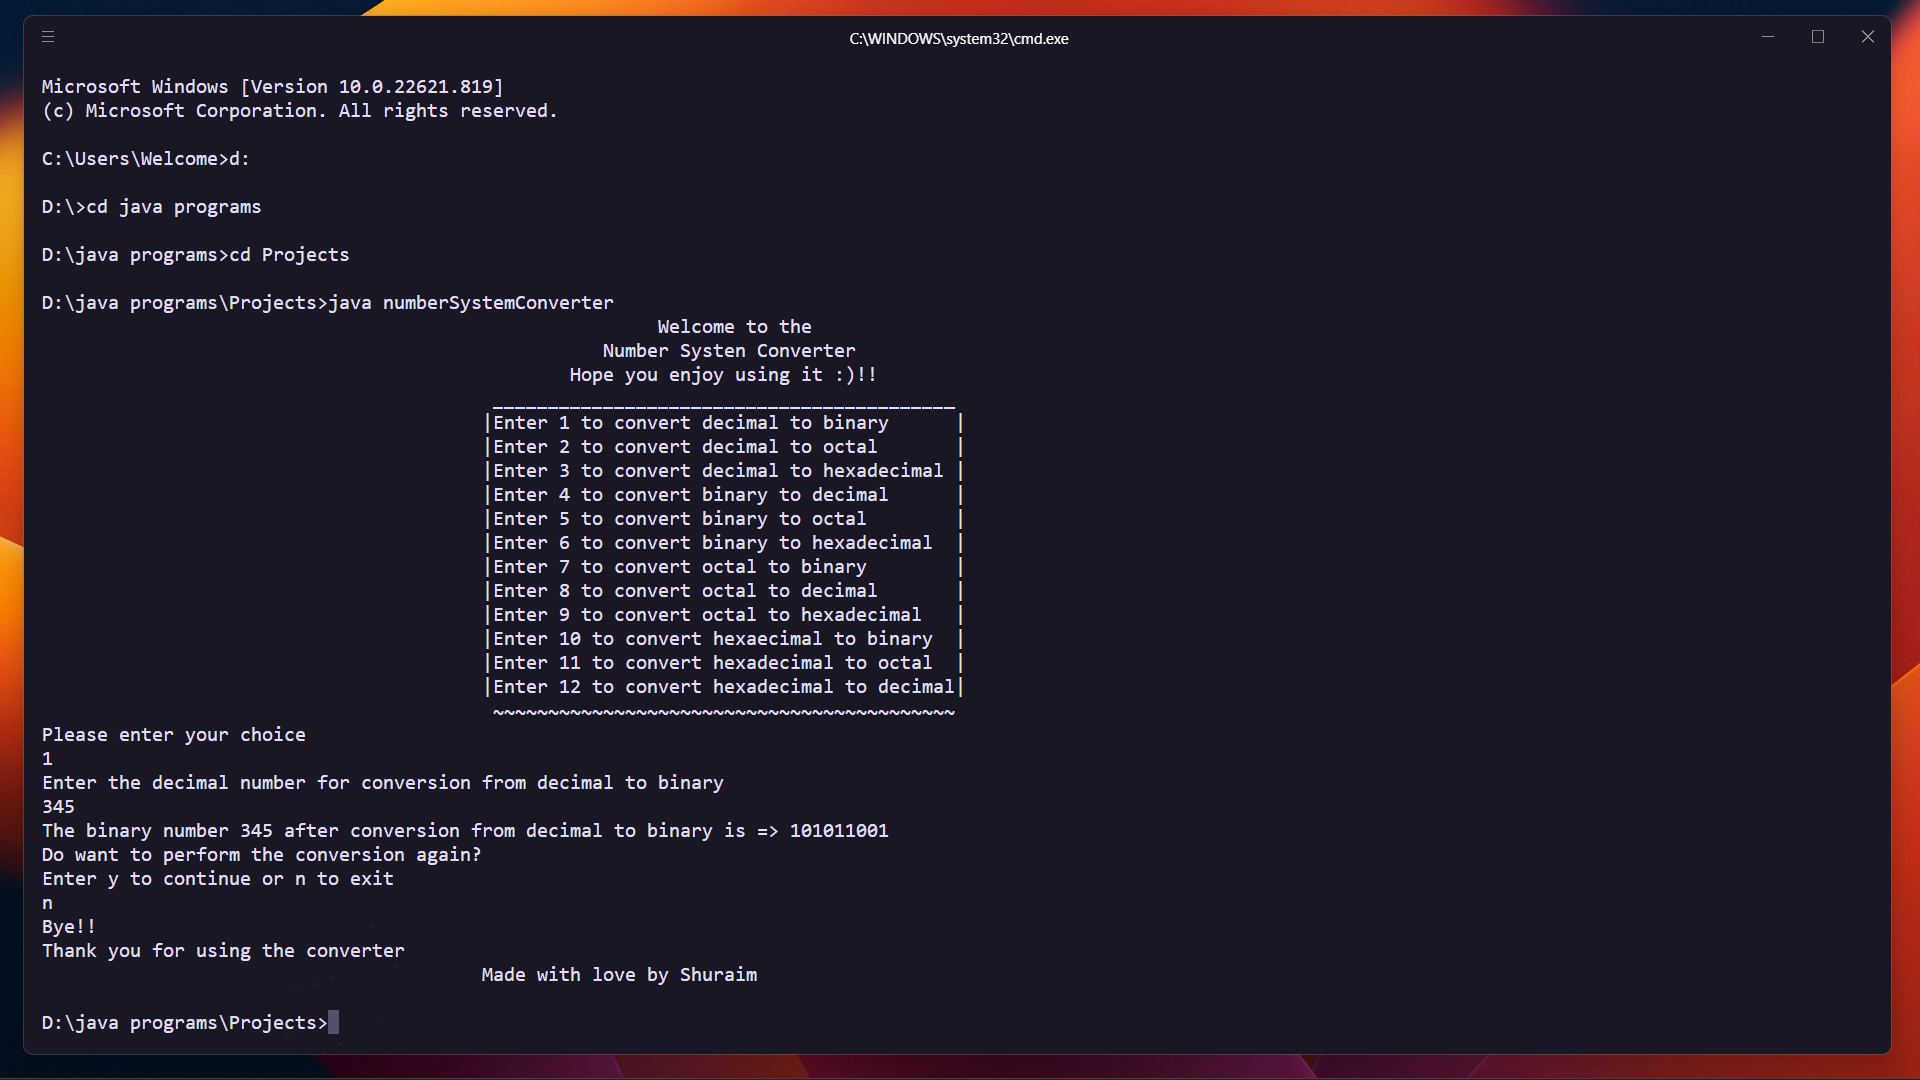 C:\WINDOWS\system32\cmd.exe
Microsoft Windows [Version 10.0.22621.819]
(c) Microsoft Corporation. All rights reserved.
C:\Users\Welcome>d:
D:\>cd java programs
D:\java programs>cd Projects
D:\java programs\Projects>java numberSystemConverter
Welcome to the
Number Systen Converter
Hope you enjoy using it :)!!
__________________________________________
|Enter 1 to convert decimal to binary      |
|Enter 2 to convert decimal to octal       |
|Enter 3 to convert decimal to hexadecimal |
|Enter 4 to convert binary to decimal      |
|Enter 5 to convert binary to octal        |
|Enter 6 to convert binary to hexadecimal  |
|Enter 7 to convert octal to binary        |
|Enter 8 to convert octal to decimal       |
|Enter 9 to convert octal to hexadecimal   |
|Enter 10 to convert hexaecimal to binary  |
|Enter 11 to convert hexadecimal to octal  |
|Enter 12 to convert hexadecimal to decimal|
~~~~~~~~~~~~~~~~~~~~~~~~~~~~~~~~~~~~~~~~~~
Please enter your choice
1
Enter the decimal number for conversion from decimal to binary
345
The binary number 345 after conversion from decimal to binary is => 101011001
Do want to perform the conversion again?
Enter y to continue or n to exit
n
Bye!!
Thank you for using the converter
Made with love by Shuraim
D:\java programs\Projects>